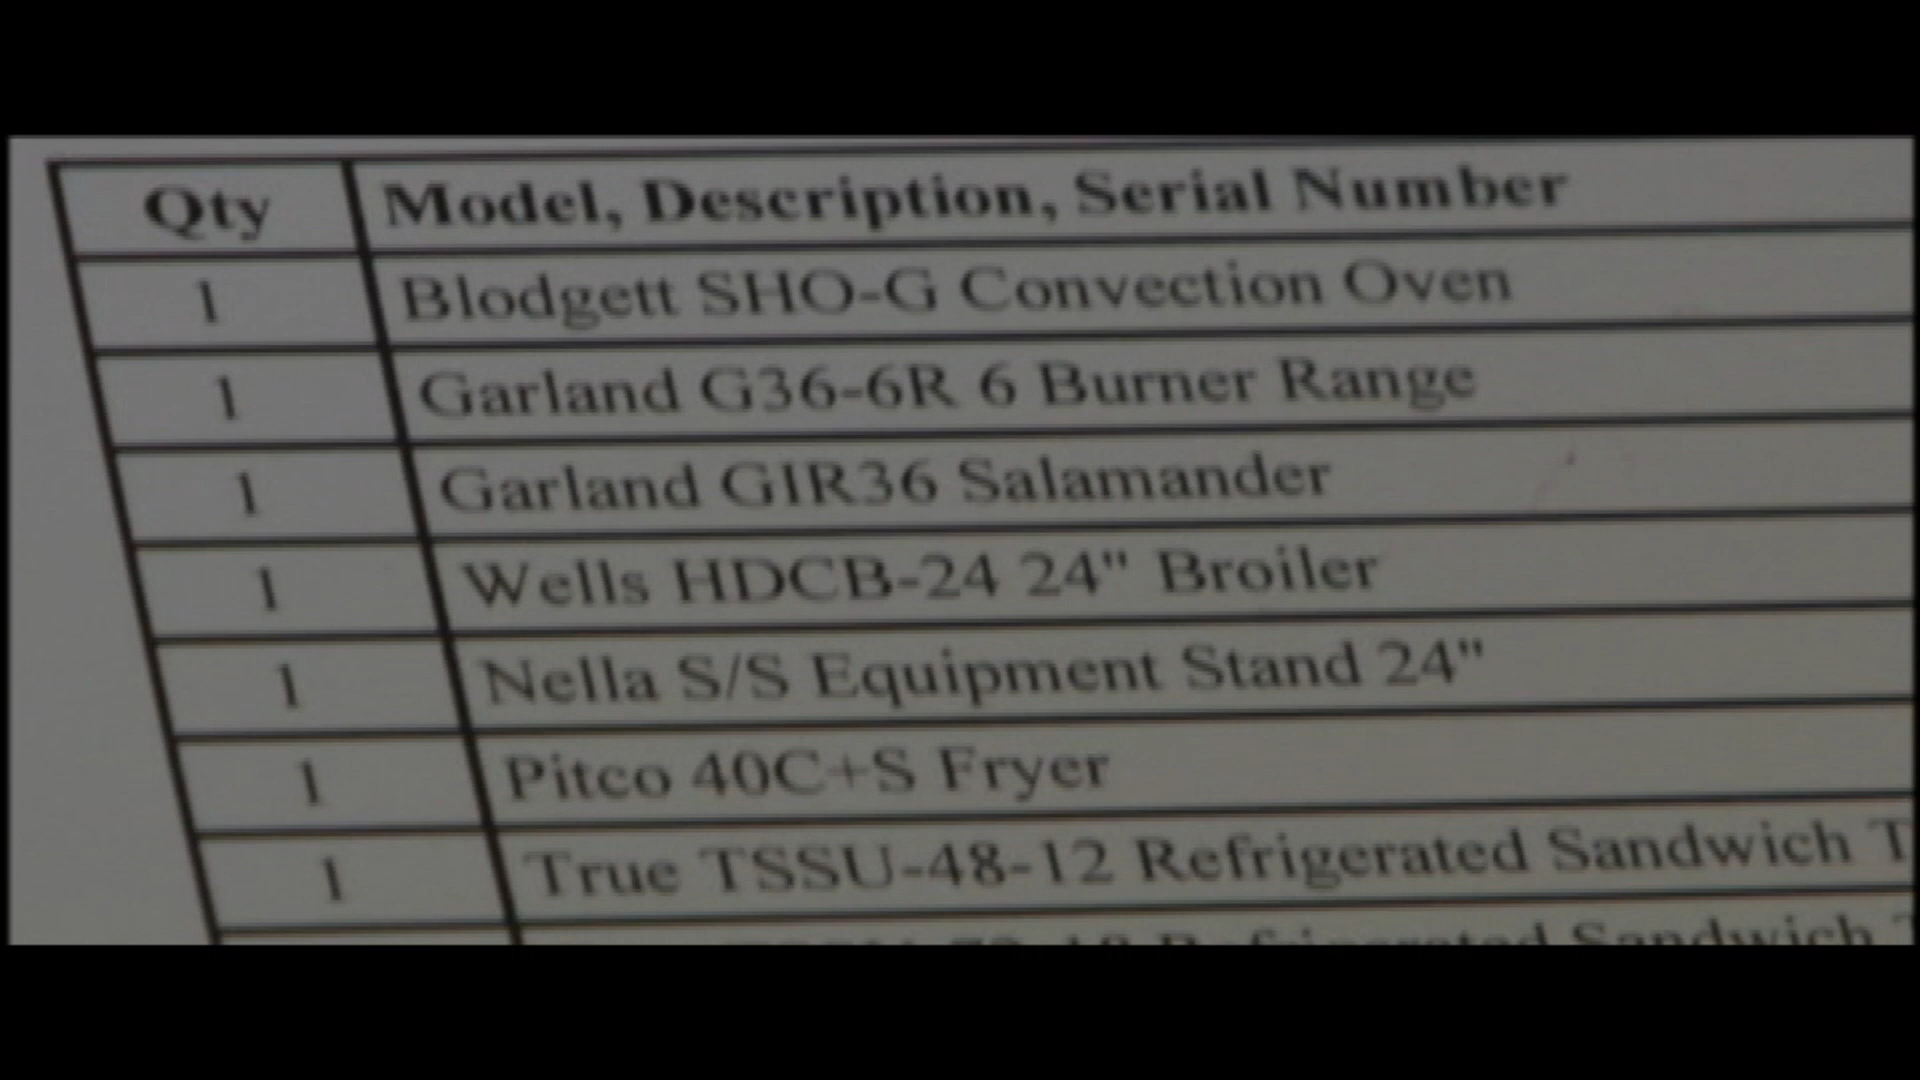 Qty Model, Description, Serial Number
1 Blodgett SHO-G Convection Oven
1 Garland G36-6R 6 Burner Range
1 Garland GIR36 Salamander
1 Wells HDCB-24 24" Broiler
1 Nella S/S Equipment Stand 24"
1 Pitco 40C+S Fryer
1 True TSSU-48-12 Refrigerated Sandwich T
Refrigerated Sandwich